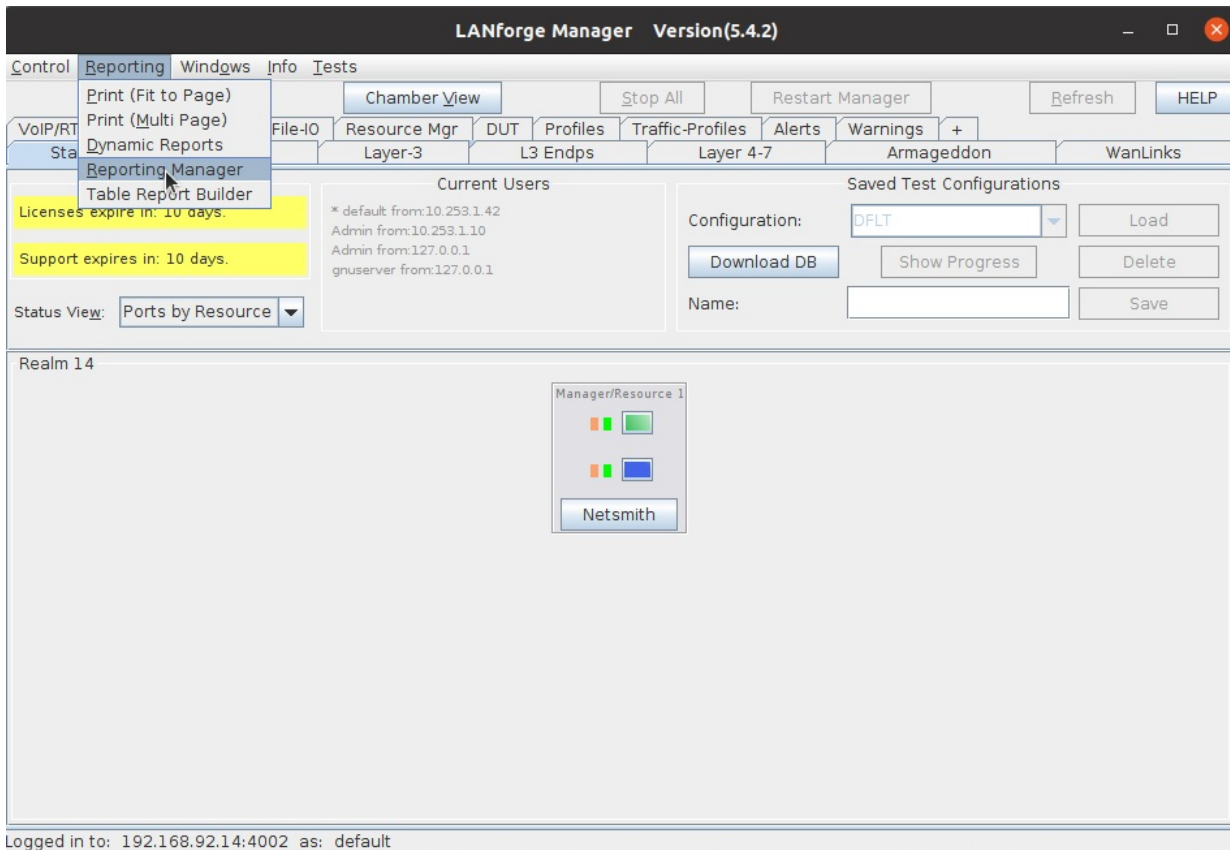 LANforge Manager Version(5.4.2)
Control Reporting Windows Info Tests
Print (Fit to Page)
Print (Multi Page)
Dynamic Reports
Reporting Manager
Table Report Builder
Chamber View Stop All Restart Manager Refresh HELP
VoIP/RT File-IO Resource Mgr DUT Profiles Traffic-Profiles Alerts Warnings +
Sta Layer-3 L3 Endps Layer 4-7 Armageddon WanLinks
Licenses expire in: 10 days.
Support expires in: 10 days.
Status View: Ports by Resource
Current Users
* default from:10.253.1.42
Admin from:10.253.1.10
Admin from:127.0.0.1
gnuserver from:127.0.0.1
Saved Test Configurations
Configuration: DFLT Load
Download DB Show Progress Delete
Name: Save
Realm 14
Manager/Resource 1
Netsmith
Logged in to: 192.168.92.14:4002 as: default